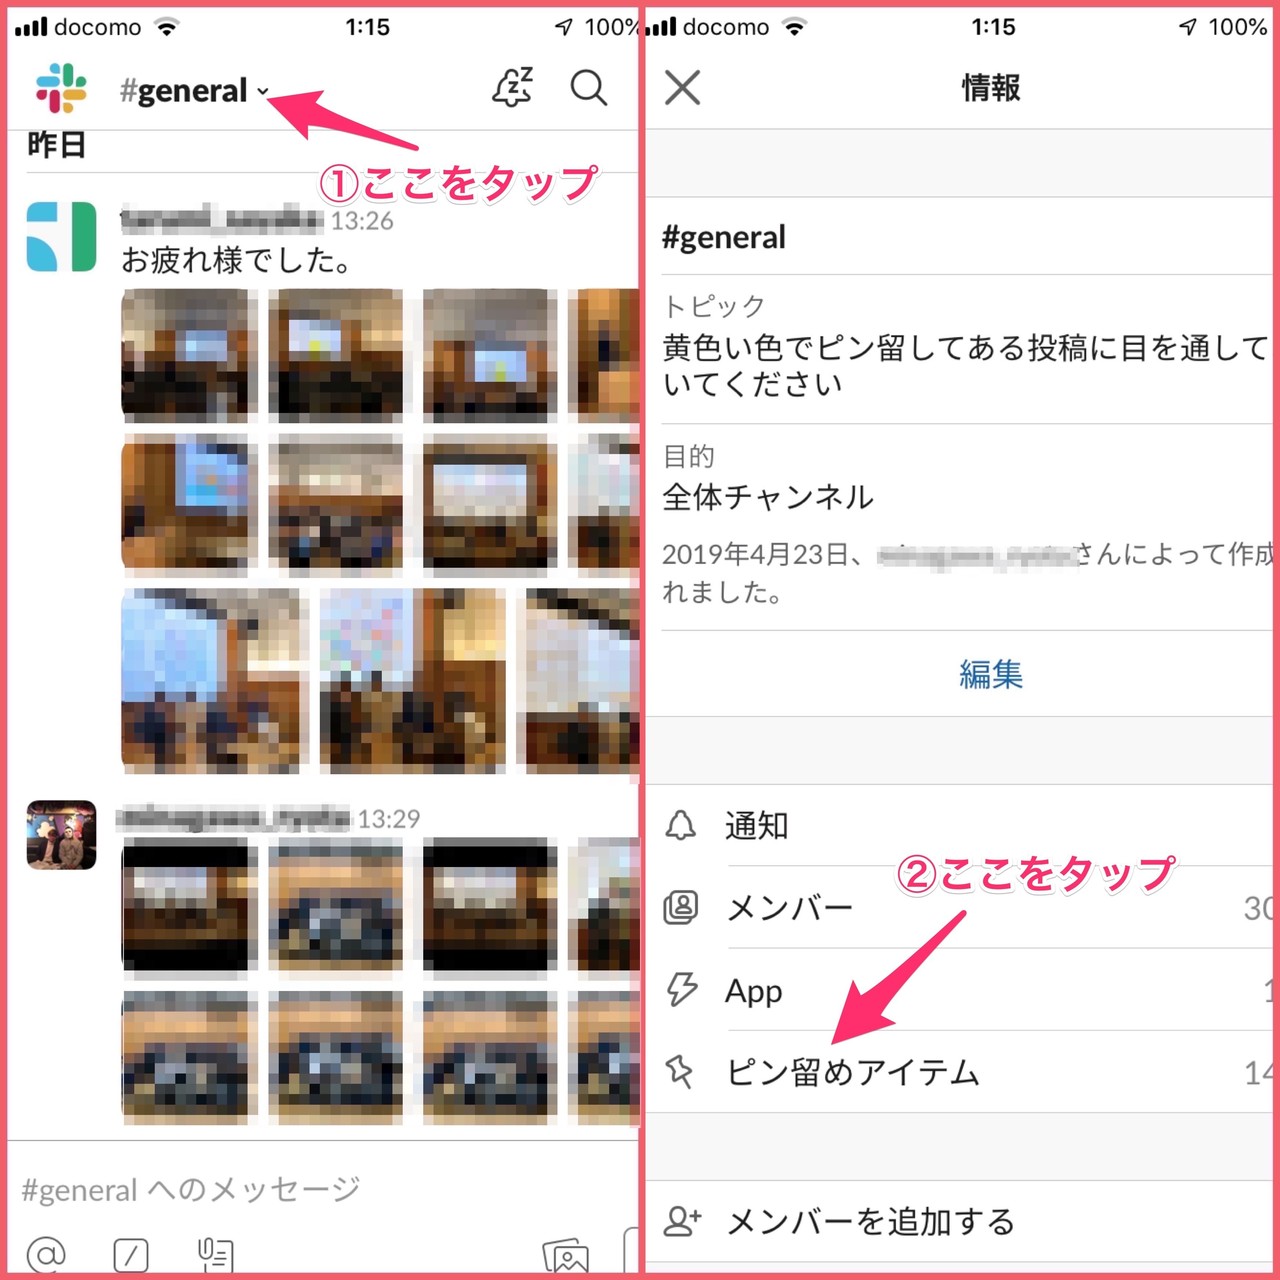 docomo 1:15 100%
#general
昨日
①ここをタップ
13:26
お疲れ様でした。
13:29
#general へのメッセージ
docomo 1:15 100%
情報
#general
トピック
黄色い色でピン留してある投稿に目を通して
いてください
目的
全体チャンネル
2019年4月23日、 さんによって作成
れました。
編集
通知
②ここをタップ
メンバー 30
App 1
ピン留めアイテム 14
メンバーを追加する